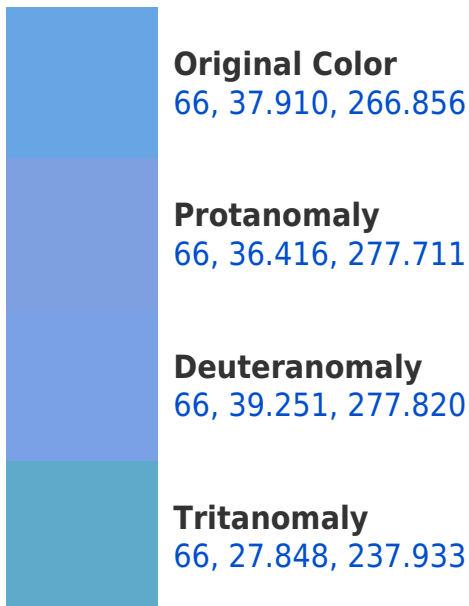 Original Color
66, 37.910, 266.856
Protanomaly
66, 36.416, 277.711
Deuteranomaly
66, 39.251, 277.820
Tritanomaly
66, 27.848, 237.933